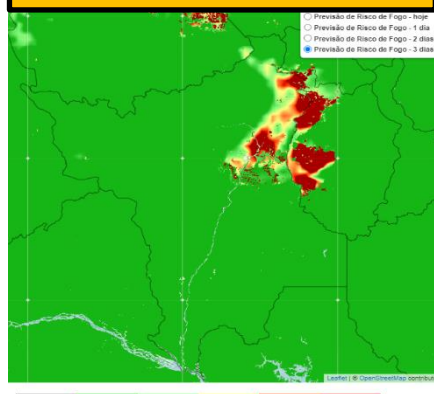 Previsão de Risco de Fogo - hoje
Previsão de Risco de Fogo - 1 dia
Previsão de Risco de Fogo - 2 dias
Previsão de Risco de Fogo - 3 dias
Leaflet | © OpenStreetMap contribut